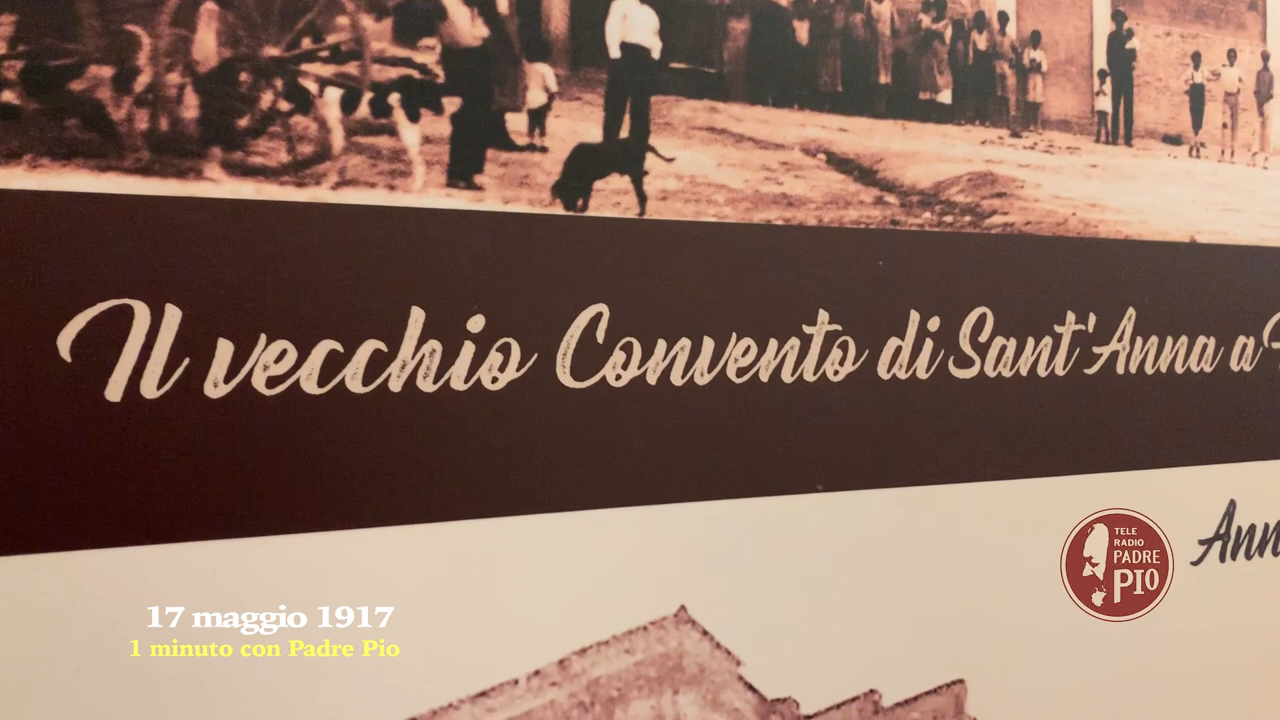 Il vecchio Convento di Sant'Anna a
TELE
RADIO
PADRE
PIO
17 maggio 1917
1 minuto con Padre Pio